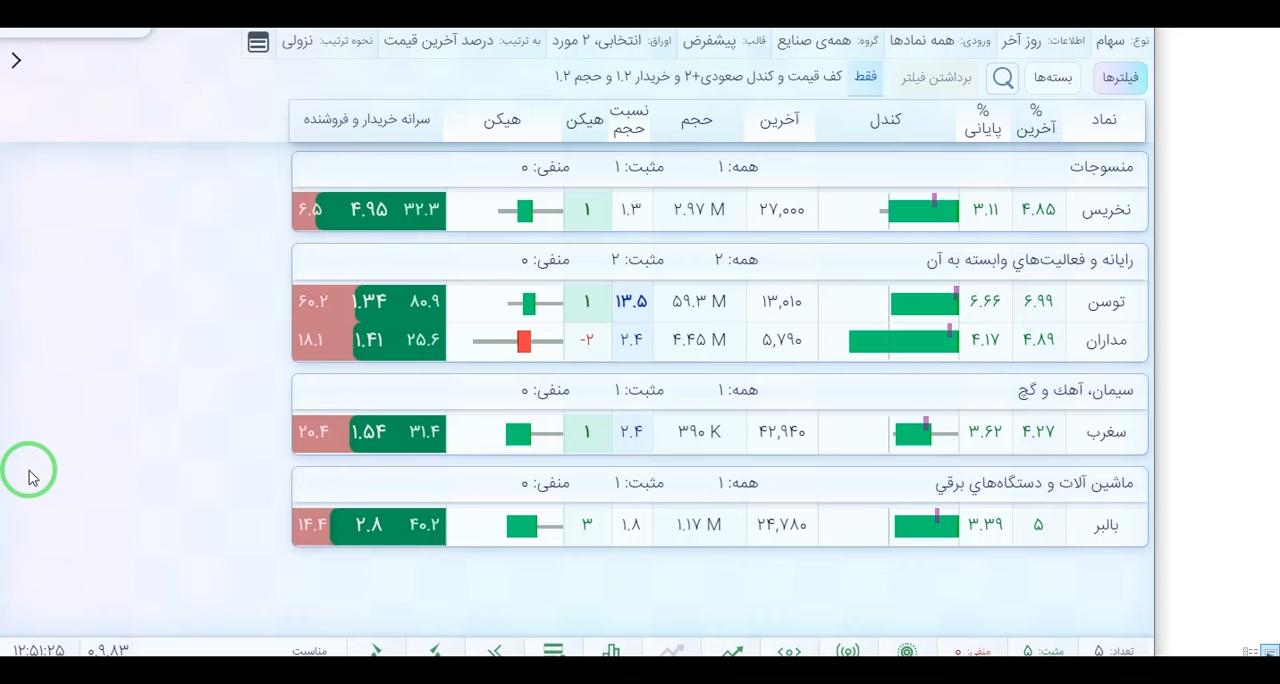 نوع: سهام اطلاعات: روز آخر ورودی: همه نمادها گروه: همه‌ی صنایع قالب: پیشفرض اوراق: انتخابی، ۲ مورد به ترتیب: درصد آخرین قیمت نحوه ترتیب: نزولی
فیلترها بسته‌ها برداشتن فیلتر فقط کف قیمت و کندل صعودی+۲ و خریدار ۱.۲ و حجم ۱.۲
نماد % آخرین % پایانی کندل آخرین حجم نسبت حجم هیکن هیکن سرانه خریدار و فروشنده
منسوجات همه: ۱ مثبت: ۱ منفی: ۰
نخریس ۴.۸۵ ۳.۱۱ ۲۷,۰۰۰ ۲.۹۷ M ۱.۳ ۱ ۳۲.۳ ۴.۹۵ ۶.۵
رایانه و فعالیت‌هاي وابسته به آن همه: ۲ مثبت: ۲ منفی: ۰
توسن ۶.۹۹ ۶.۶۶ ۱۳,۰۱۰ ۵۹.۳ M ۱۳.۵ ۱ ۸۰.۹ ۱.۳۴ ۶۰.۲
مداران ۴.۸۹ ۴.۱۷ ۵,۷۹۰ ۴.۴۵ M ۲.۴ -۲ ۲۵.۶ ۱.۴۱ ۱۸.۱
سیمان، آهك و گچ همه: ۱ مثبت: ۱ منفی: ۰
سغرب ۴.۲۷ ۳.۶۲ ۴۲,۹۴۰ ۳۹۰ K ۲.۴ ۱ ۳۱.۴ ۱.۵۴ ۲۰.۴
ماشین آلات و دستگاه‌هاي برقي همه: ۱ مثبت: ۱ منفی: ۰
بالبر ۵ ۳.۳۹ ۲۴,۷۸۰ ۱.۱۷ M ۱.۸ ۳ ۴۰.۲ ۲.۸ ۱۴.۴
تعداد: ۵ مثبت: ۵ منفی: ۰ مناسبت ۰.۹.۸۳ ۱۲:۵۱:۲۵